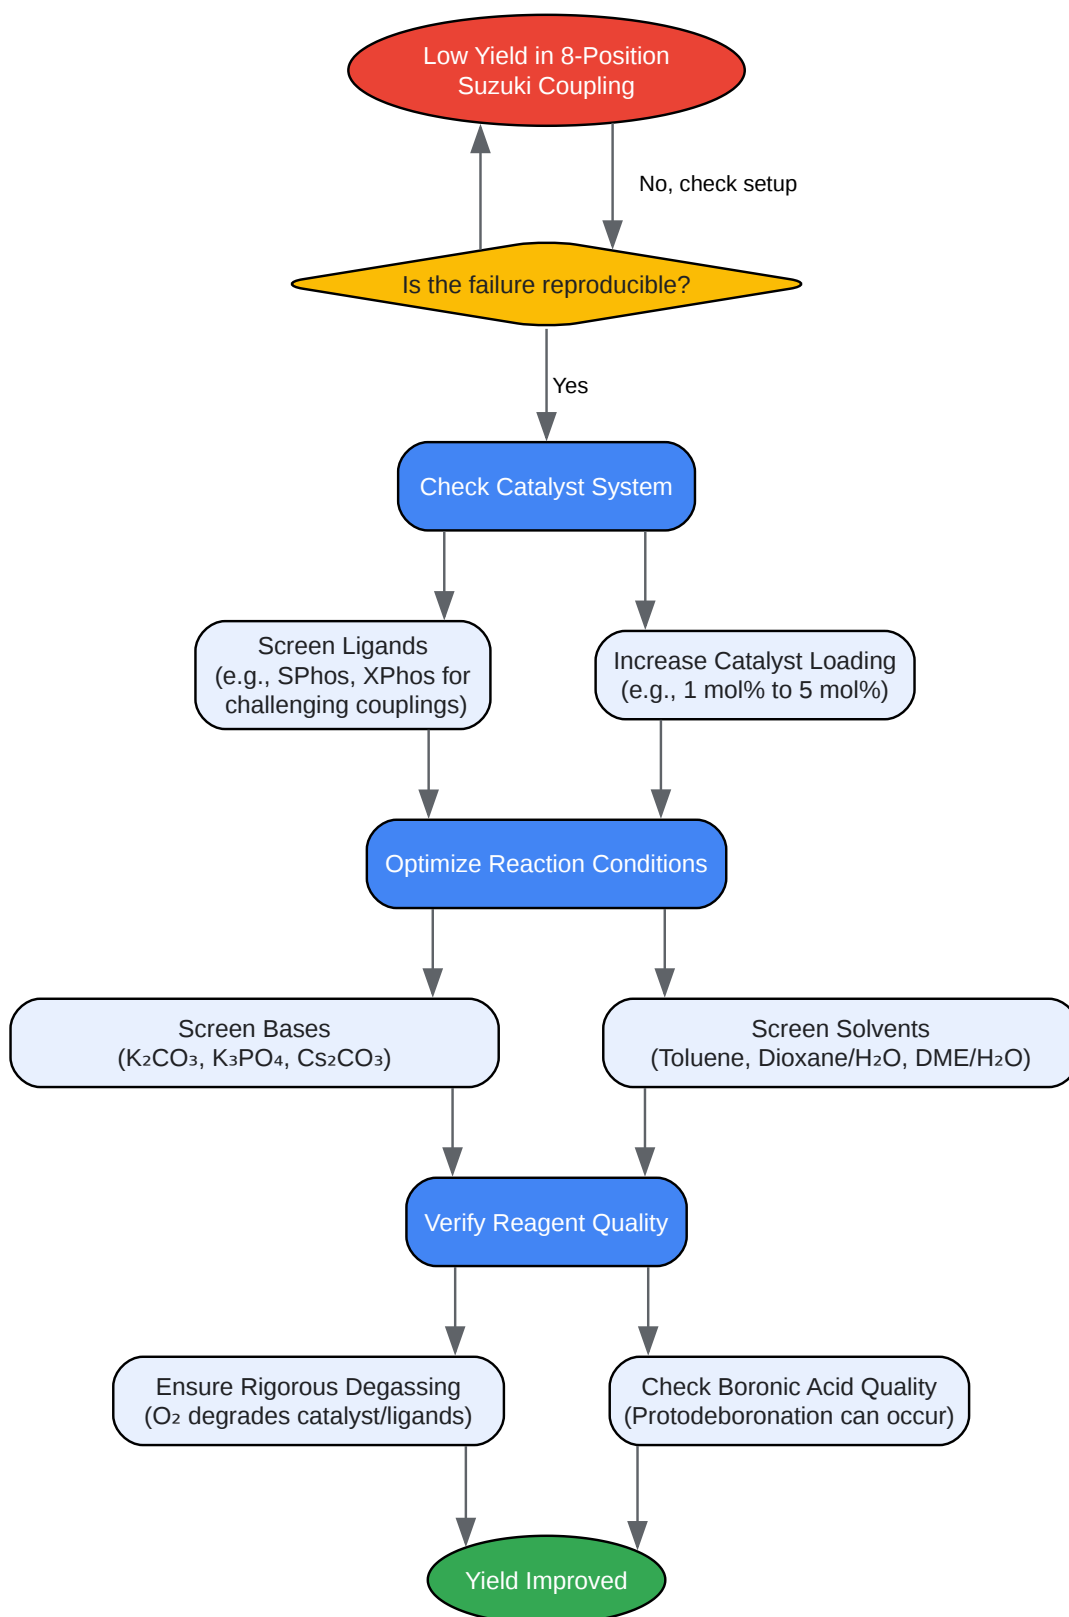 Low Yield in 8-Position
Suzuki Coupling
No, check setup
Is the failure reproducible?
Yes
Check Catalyst System
Screen Ligands
(e.g., SPhos, XPhos for
challenging couplings)
Increase Catalyst Loading
(e.g., 1 mol% to 5 mol%)
Optimize Reaction Conditions
Screen Bases
(K₂CO₃, K₃PO₄, Cs₂CO₃)
Screen Solvents
(Toluene, Dioxane/H₂O, DME/H₂O)
Verify Reagent Quality
Ensure Rigorous Degassing
(O₂ degrades catalyst/ligands)
Check Boronic Acid Quality
(Protodeboronation can occur)
Yield Improved